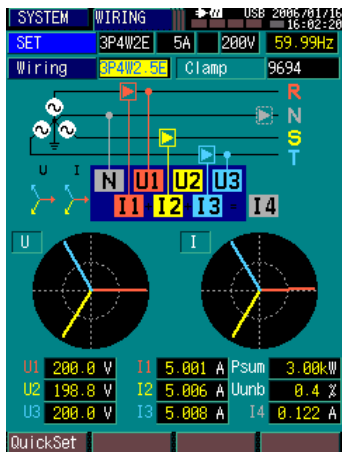 SYSTEM WIRING USB 2006/01/16
16:02:20
SET 3P4W2E 5A 200V 59.99Hz
Wiring 3P4W2.5E Clamp 9694
R
N
S
T
U I
N U1 U2 U3
I1 I2 I3 I4
U I
U1 200.0 V I1 5.001 A Psum 3.00kW
U2 198.8 V I2 5.006 A Uunb 0.4 %
U3 200.0 V I3 5.008 A I4 0.122 A
QuickSet